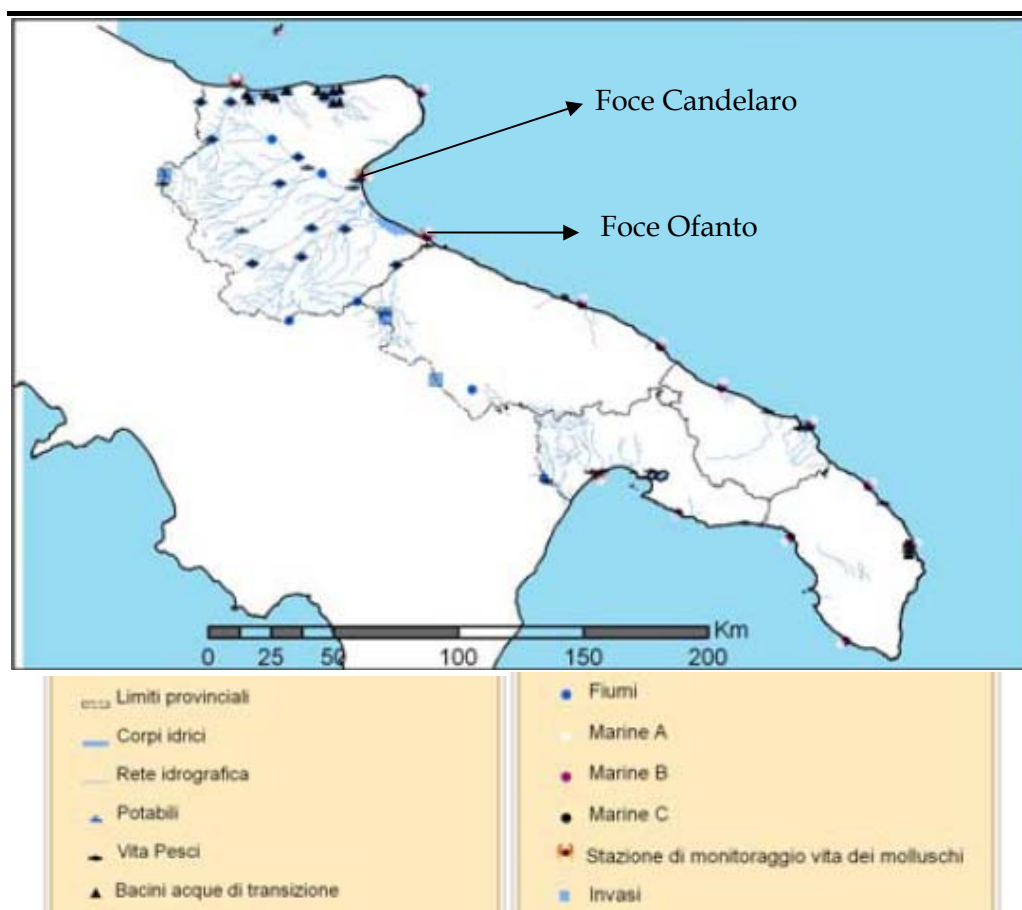 Foce Candelaro
Foce Ofanto
Km
0 25 50 100 150 200
Limiti provinciali
Corpi idrici
Rete idrografica
Potabili
Vita Pesci
Bacini acque di transizione
Fiumi
Marine A
Marine B
Marine C
Stazione di monitoraggio vita dei molluschi
Invasi